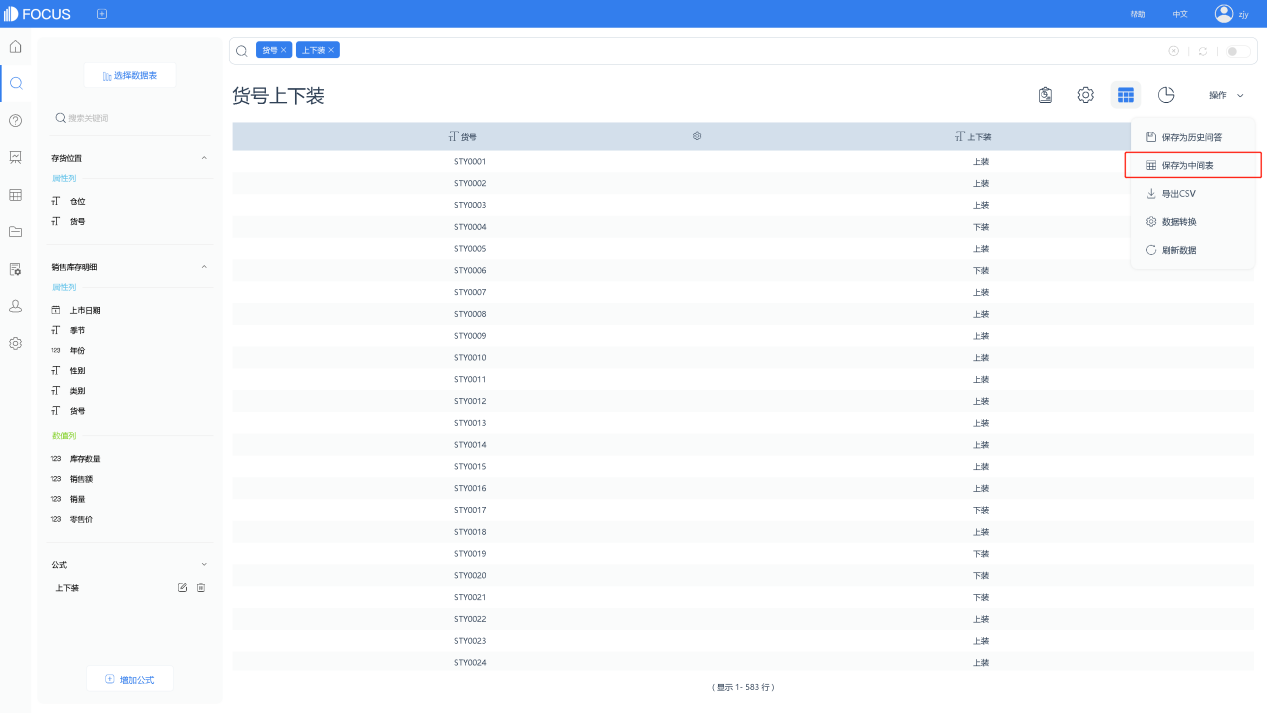 FOCUS
帮助
中文
zjy
选择数据表
搜索关键词
存货位置
属性列
仓位
货号
销售库存明细
属性列
上市日期
季节
123 年份
性别
类别
货号
数值列
123 库存数量
123 销售额
123 销量
123 零售价
公式
上下装
增加公式
货号
上下装
货号上下装
操作
保存为历史问答
保存为中间表
导出CSV
数据转换
刷新数据
货号 上下装
STY0001 上装
STY0002 上装
STY0003 上装
STY0004 下装
STY0005 上装
STY0006 下装
STY0007 上装
STY0008 上装
STY0009 上装
STY0010 上装
STY0011 上装
STY0012 上装
STY0013 上装
STY0014 上装
STY0015 上装
STY0016 上装
STY0017 下装
STY0018 上装
STY0019 下装
STY0020 下装
STY0021 下装
STY0022 上装
STY0023 上装
STY0024 上装
( 显示 1- 583 行 )